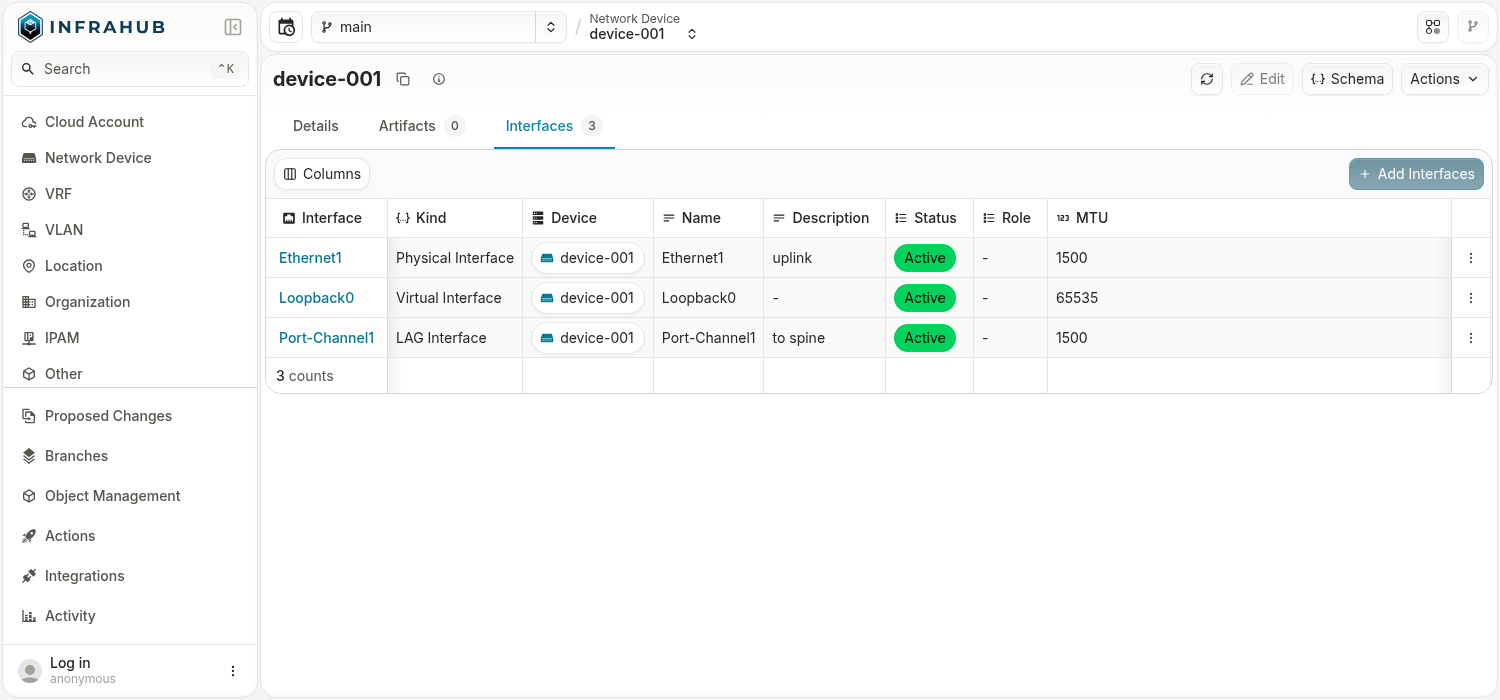 INFRAHUB
Search ⌃K
Cloud Account
Network Device
VRF
VLAN
Location
Organization
IPAM
Other
Proposed Changes
Branches
Object Management
Actions
Integrations
Activity
Log in
anonymous
main / Network Device
device-001
device-001
Edit {..} Schema Actions
Details Artifacts 0 Interfaces 3
Columns + Add Interfaces
Interface {..} Kind Device Name Description Status Role 123 MTU
Ethernet1 Physical Interface device-001 Ethernet1 uplink Active - 1500
Loopback0 Virtual Interface device-001 Loopback0 - Active - 65535
Port-Channel1 LAG Interface device-001 Port-Channel1 to spine Active - 1500
3 counts